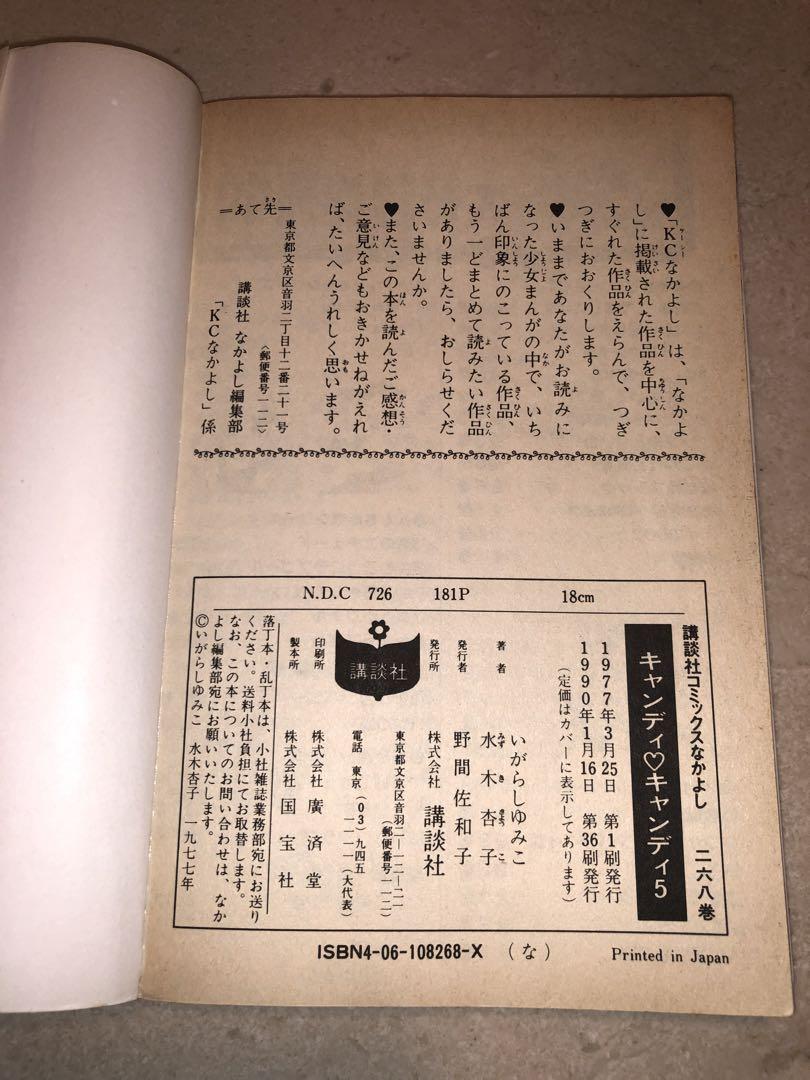 ♥「KCなかよし」は、「なかよ
し」に掲載された作品を中心に、
すぐれた作品をえらんで、つぎ
つぎにおおくりします。
♥いままであなたがお読みに
なった少女まんがの中で、いち
ばん印象にのこっている作品、
もう一どまとめて読みたい作品
がありましたら、おしらせくだ
さいませんか。
♥また、この本を読んだご感想・
ご意見などもおきかせねがえれ
ば、たいへんうれしく思います。
東京都文京区音羽二丁目十二番二十一号
〈郵便番号一一二〉
講談社 なかよし編集部
「KCなかよし」係
=あて先=
N.D.C 726 181P 18cm
講談社コミックスなかよし 二六八巻
キャンディ♡キャンディ5
1977年3月25日 第1刷発行
1990年1月16日 第36刷発行
(定価はカバーに表示してあります)
著者 いがらしゆみこ
水木杏子
発行者 野間佐和子
発行所 株式会社 講談社
東京都文京区音羽二―一二―二一
(郵便番号一一二)
電話 東京(03)九四五
一一一一(大代表)
講談社
印刷所 株式会社 廣済堂
製本所 株式会社 国宝社
落丁本・乱丁本は、小社雑誌業務部宛にお送り
ください。送料小社負担にてお取替します。
なお、この本についてのお問い合わせは、なか
よし編集部宛にお願いいたします。
©いがらしゆみこ 水木杏子 一九七七年
ISBN4-06-108268-X (な) Printed in Japan